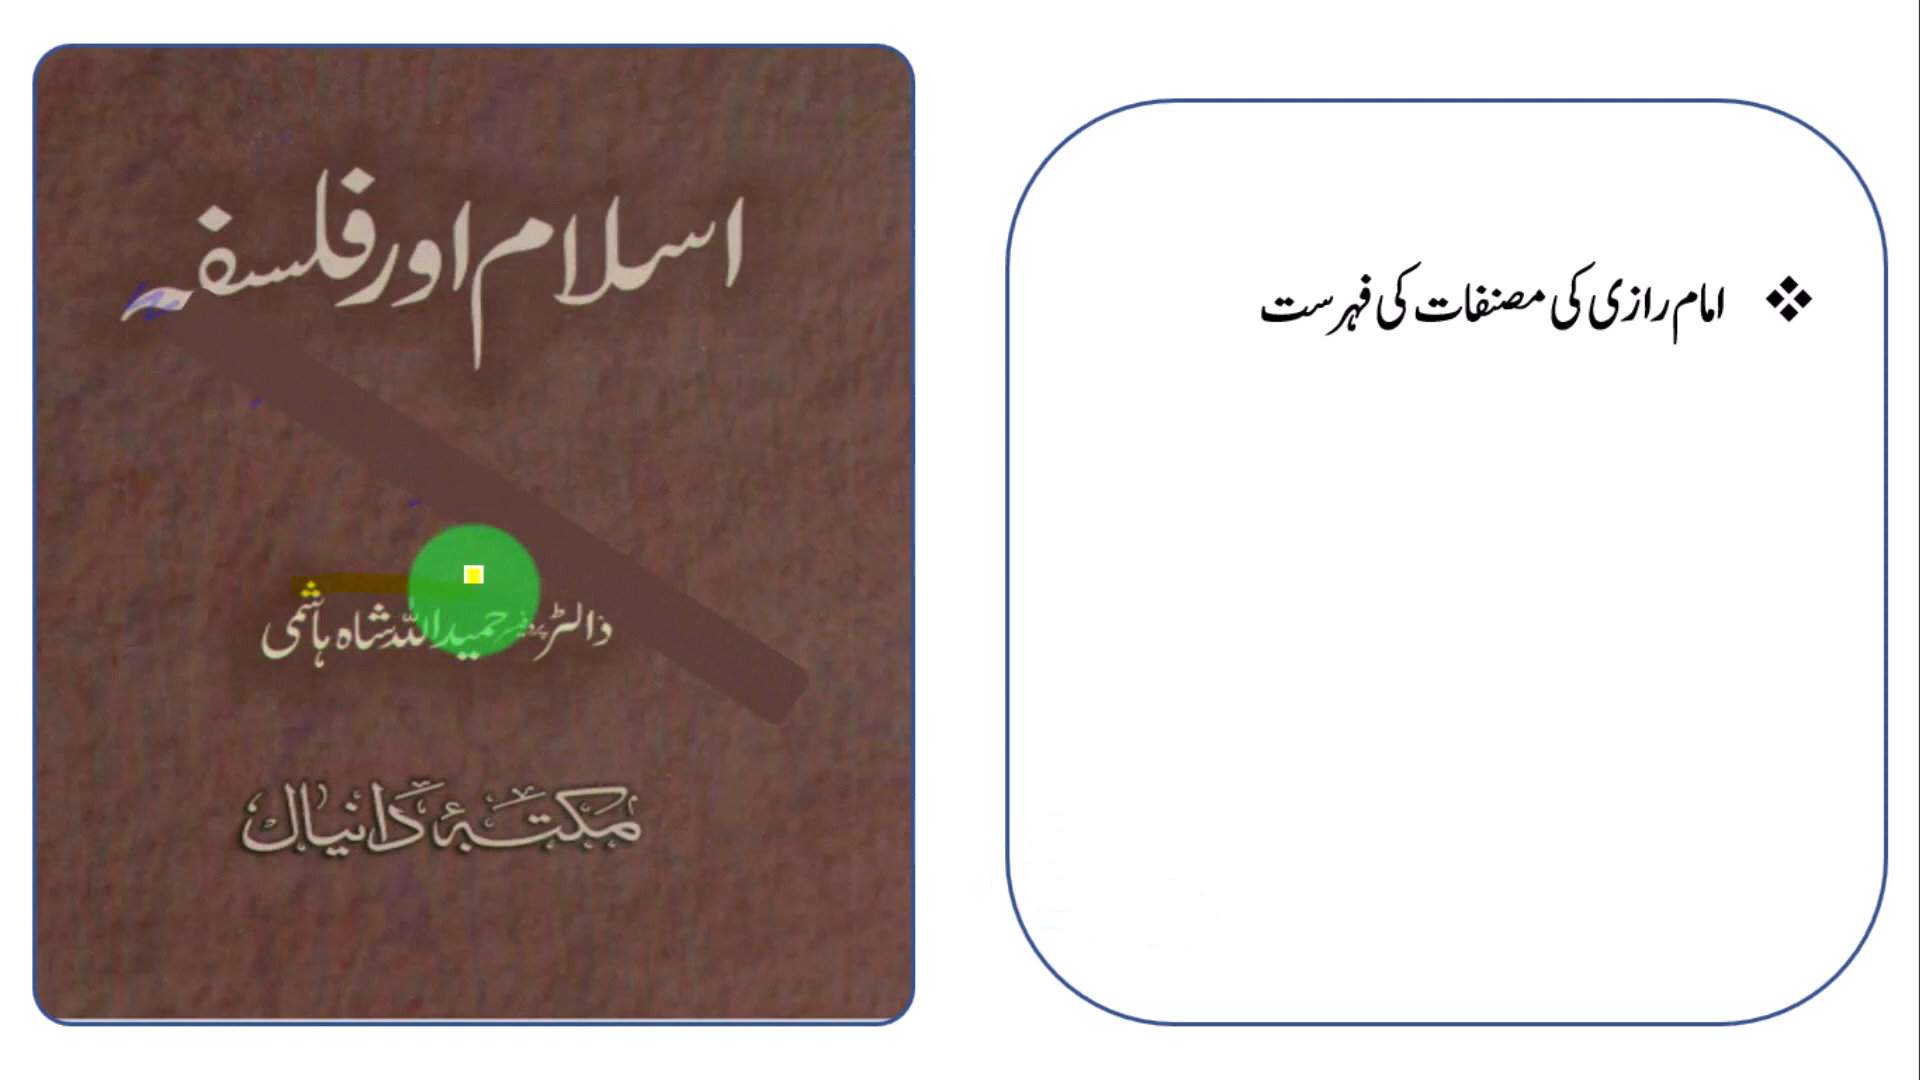 اسلام اور فلسفہ
ڈاکٹر پروفیسر حمید اللہ شاہ ہاشمی
مکتبۂ دانیال
❖ امام رازی کی مصنفات کی فہرست